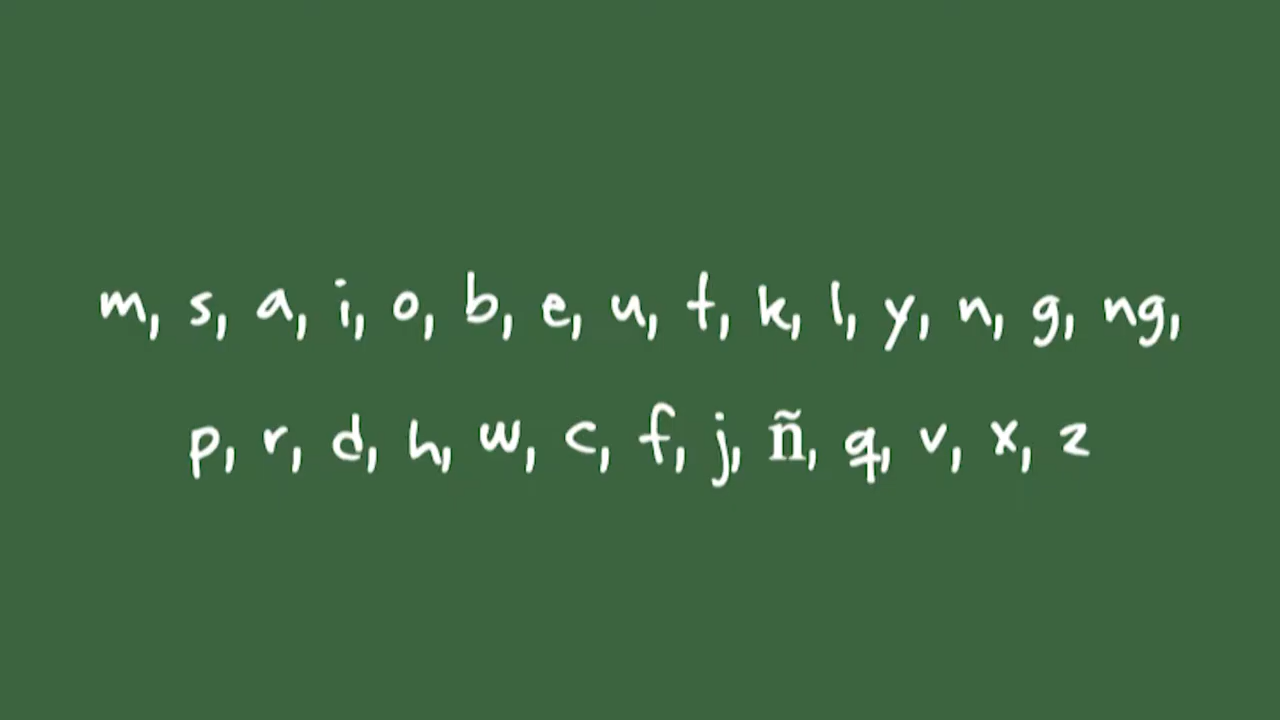 m, s, a, i, o, b, e, u, t, k, l, y, n, g, ng,
p, r, d, h, w, c, f, j, ñ, q, v, x, z